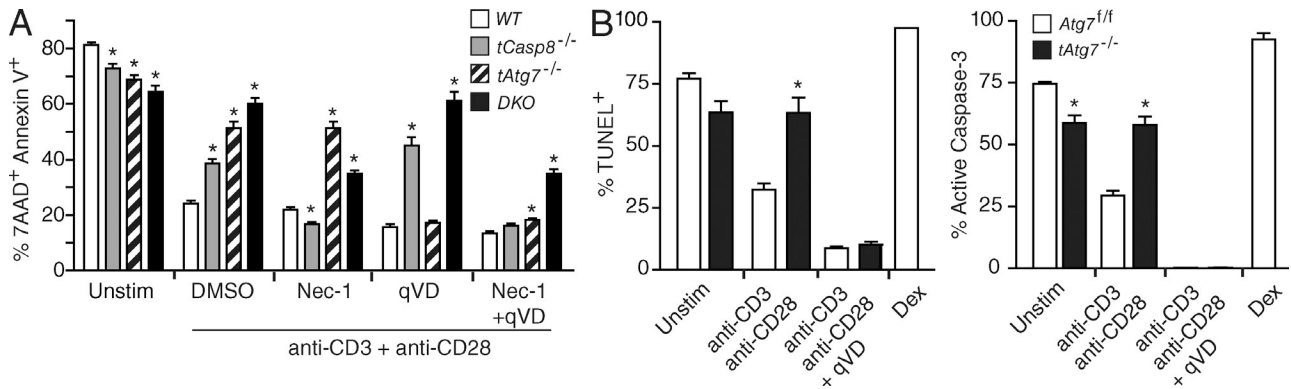 A
% 7AAD+ Annexin V+
80
60
40
20
0
* * * * * * * * * * * * * *
WT
tCasp8-/-
tAtg7-/-
DKO
Unstim DMSO Nec-1 qVD Nec-1
+qVD
anti-CD3 + anti-CD28
B
% TUNEL+
100
75
50
25
0
*
Unstim
anti-CD3
anti-CD28
anti-CD3
anti-CD28
+ qVD
Dex
% Active Caspase-3
100
75
50
25
0
* *
Atg7f/f
tAtg7-/-
Unstim
anti-CD3
anti-CD28
anti-CD3
anti-CD28
+ qVD
Dex